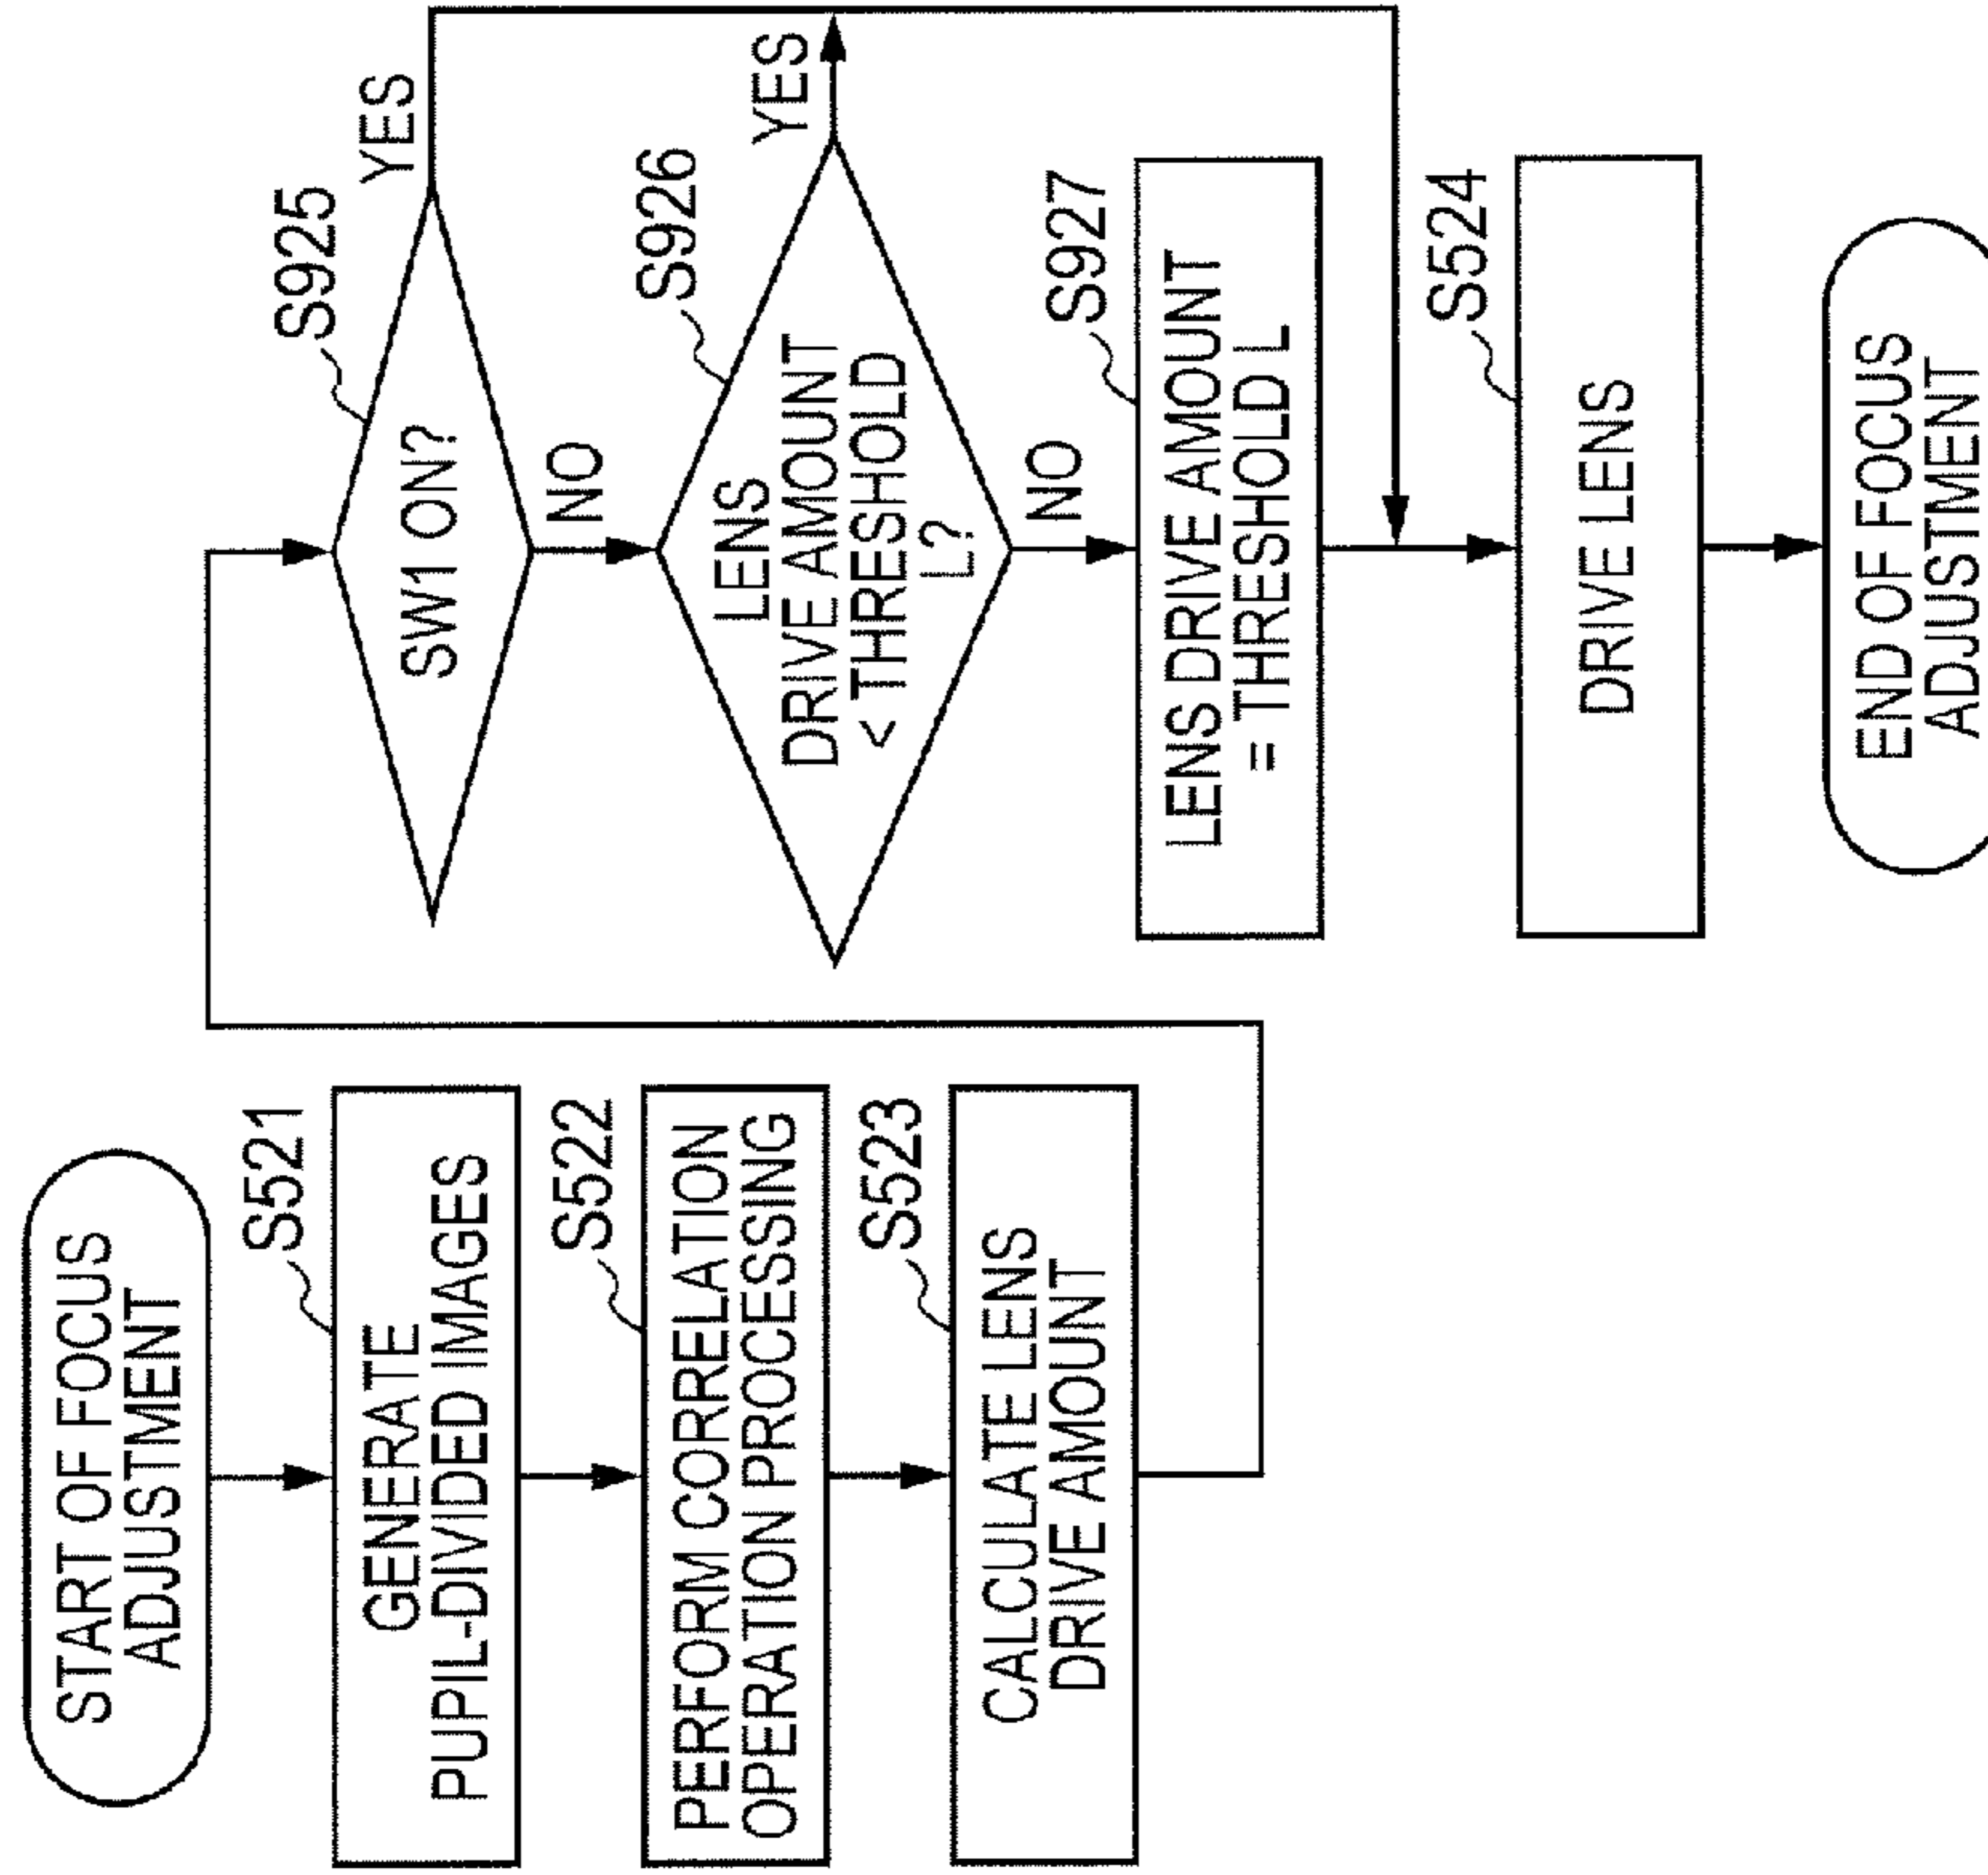 START OF FOCUS
ADJUSTMENT
S521
GENERATE
PUPIL-DIVIDED IMAGES
S522
PERFORM CORRELATION
OPERATION PROCESSING
S523
CALCULATE LENS
DRIVE AMOUNT
S925
SW1 ON?
YES
NO
S926
LENS
DRIVE AMOUNT
< THRESHOLD
L?
YES
NO
S927
LENS DRIVE AMOUNT
= THRESHOLD L
S524
DRIVE LENS
END OF FOCUS
ADJUSTMENT